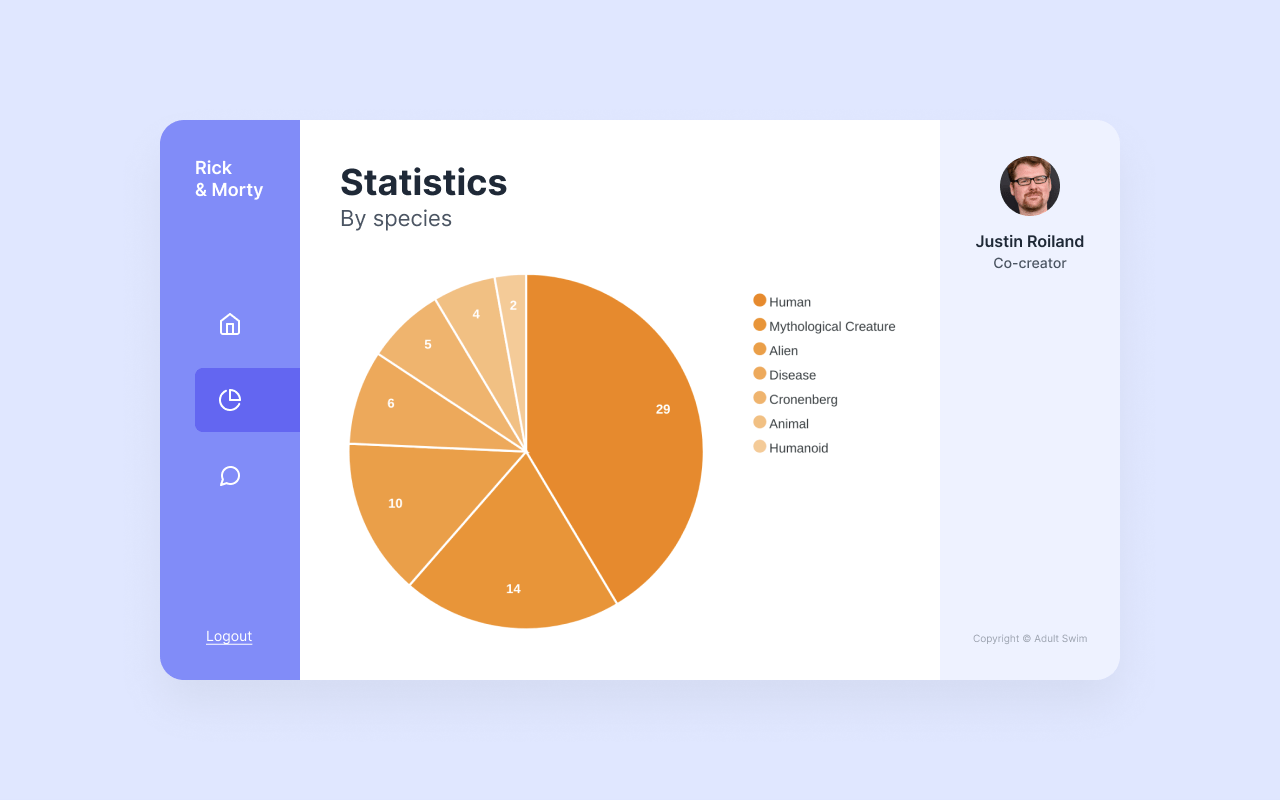 Rick
& Morty
Logout
Statistics
By species
2
4
5
6
29
10
14
Human
Mythological Creature
Alien
Disease
Cronenberg
Animal
Humanoid
Justin Roiland
Co-creator
Copyright © Adult Swim